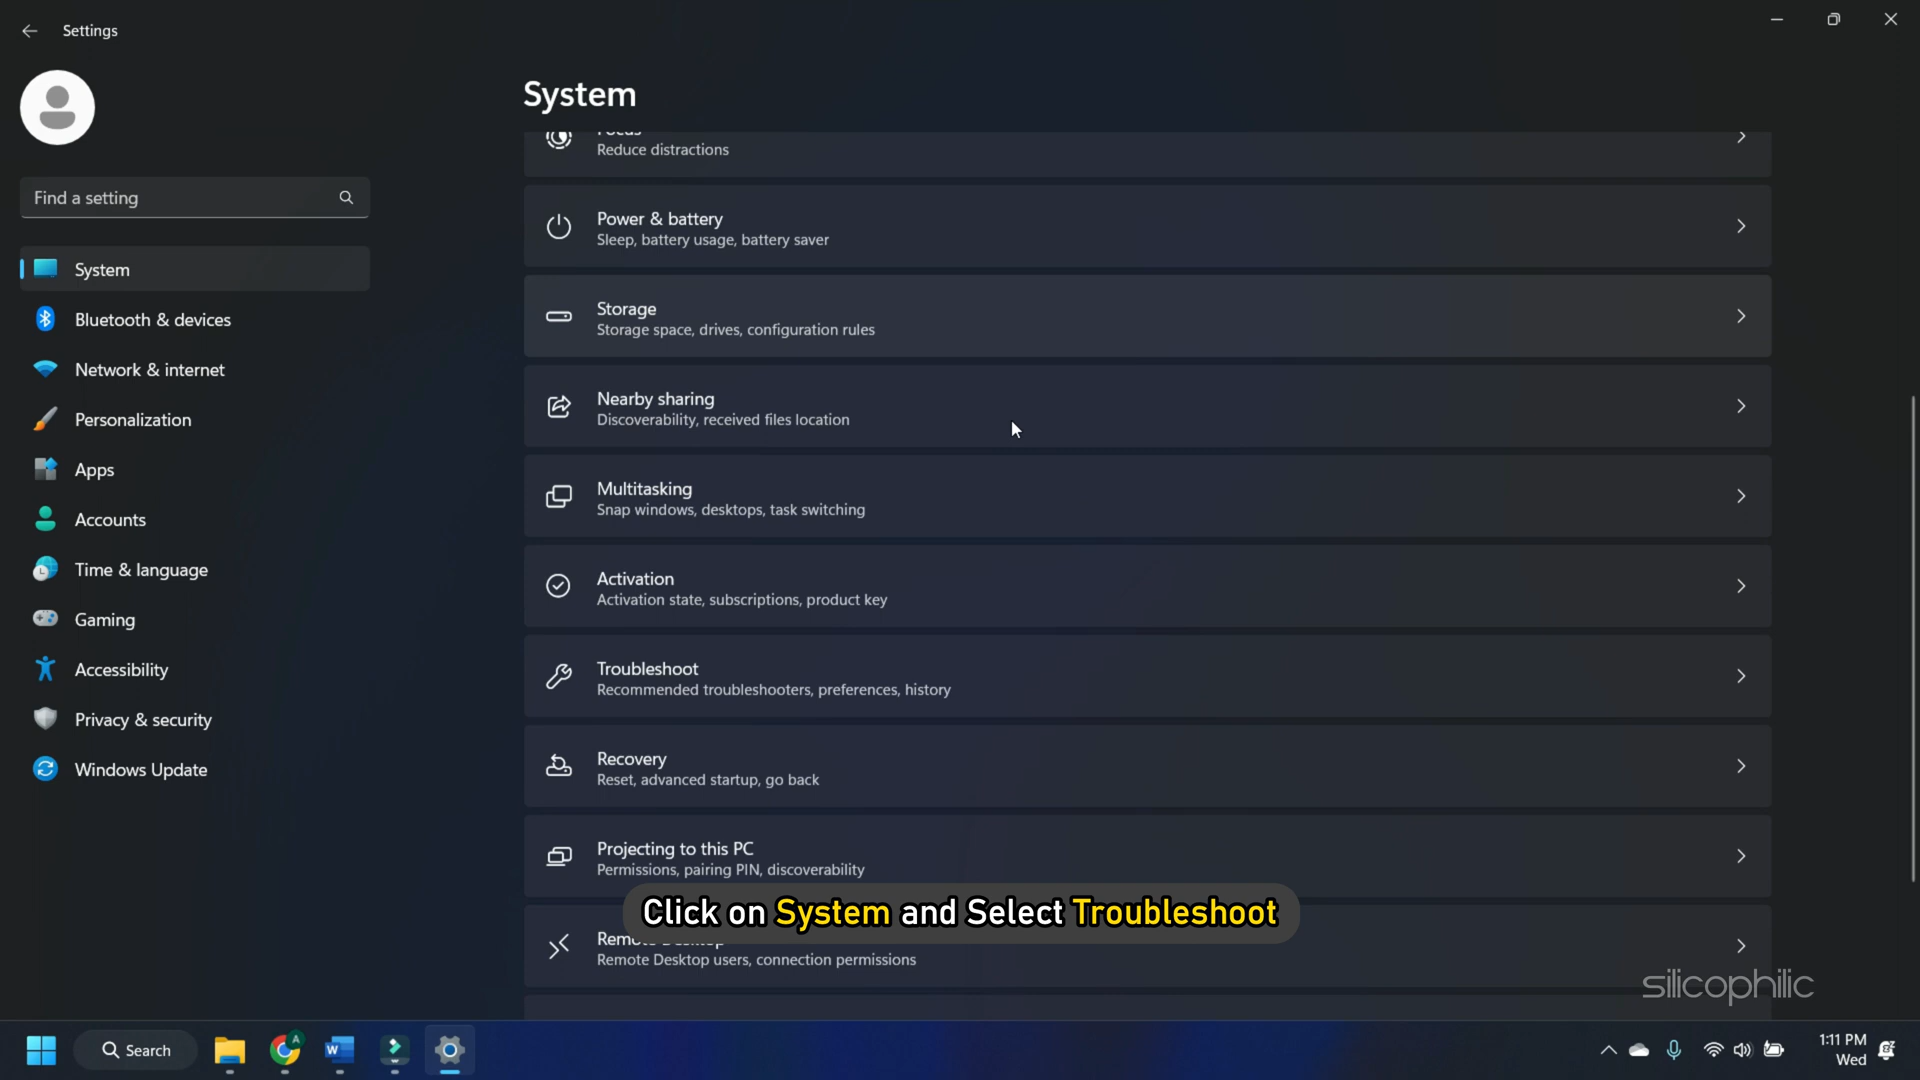 Settings
System
Focus
Reduce distractions
Find a setting
Power & battery
Sleep, battery usage, battery saver
System
Storage
Storage space, drives, configuration rules
Bluetooth & devices
Network & internet
Nearby sharing
Discoverability, received files location
Personalization
Apps
Multitasking
Snap windows, desktops, task switching
Accounts
Time & language
Activation
Activation state, subscriptions, product key
Gaming
Accessibility
Troubleshoot
Recommended troubleshooters, preferences, history
Privacy & security
Windows Update
Recovery
Reset, advanced startup, go back
Projecting to this PC
Permissions, pairing PIN, discoverability
Click on System and Select Troubleshoot
Remote Desktop
Remote Desktop users, connection permissions
silicophilic
Search
A
W
1:11 PM
Wed